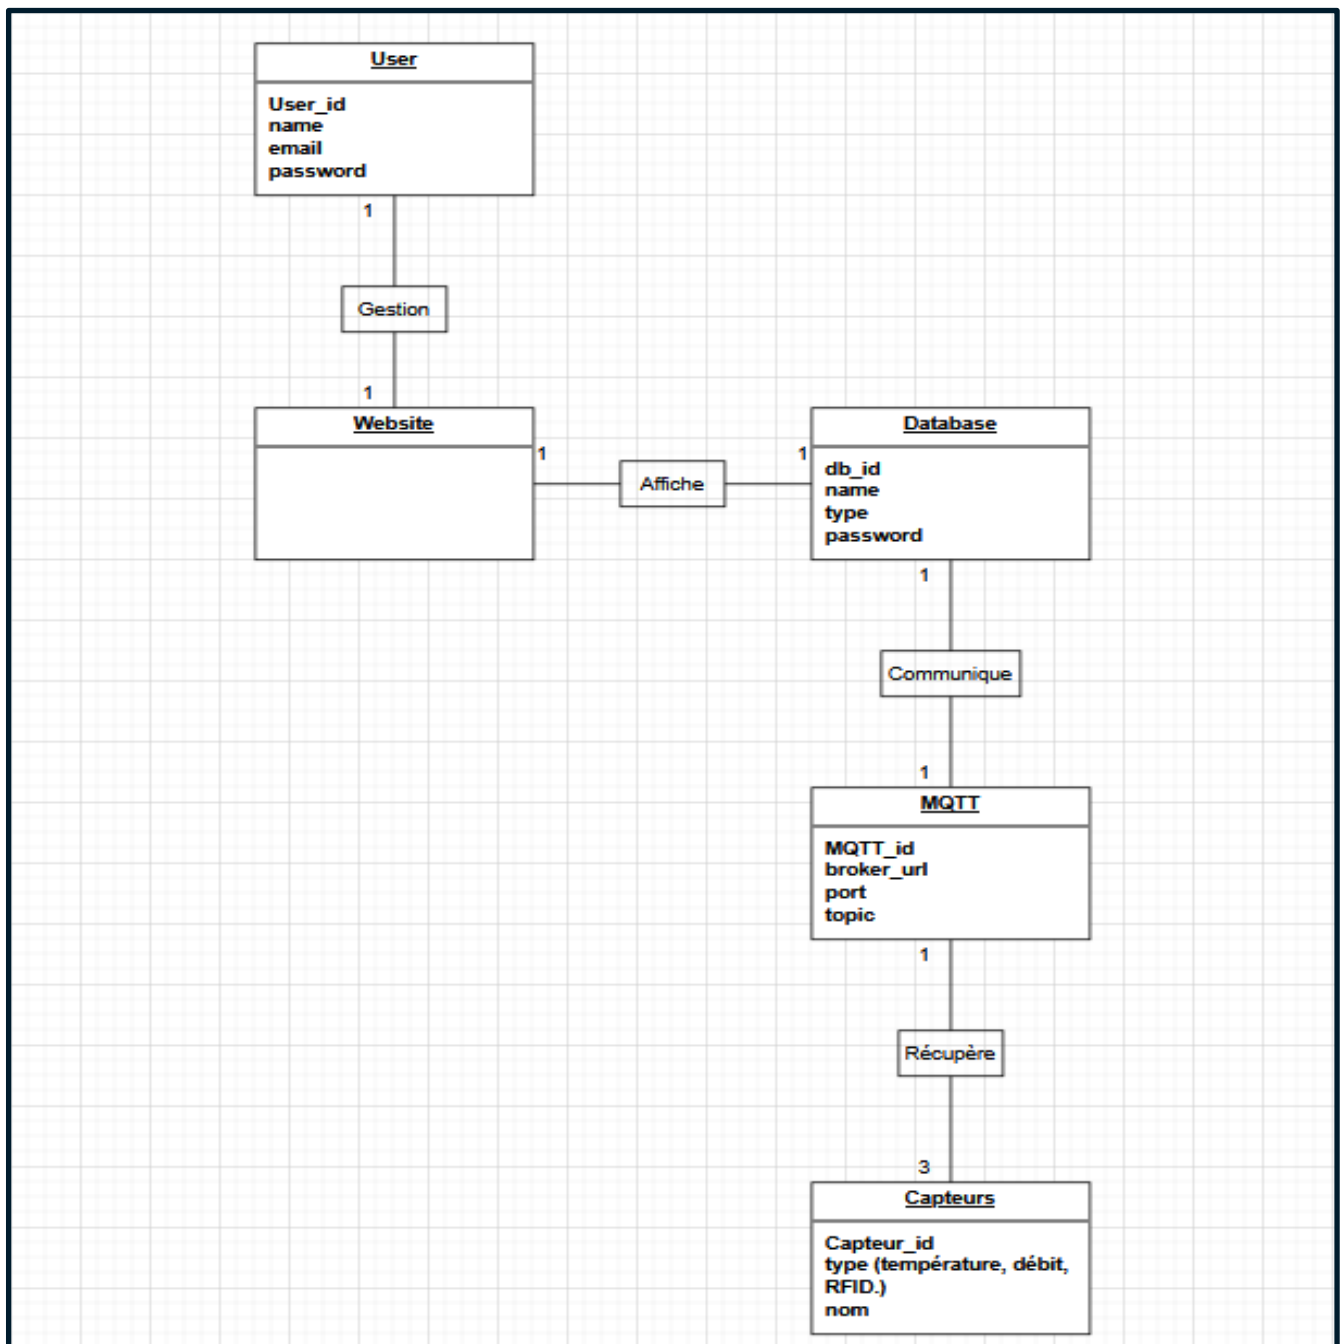 User
User_id
name
email
password
1
Gestion
1
Website
1
Affiche
1
Database
db_id
name
type
password
1
Communique
1
MQTT
MQTT_id
broker_url
port
topic
1
Récupère
3
Capteurs
Capteur_id
type (température, débit,
RFID.)
nom